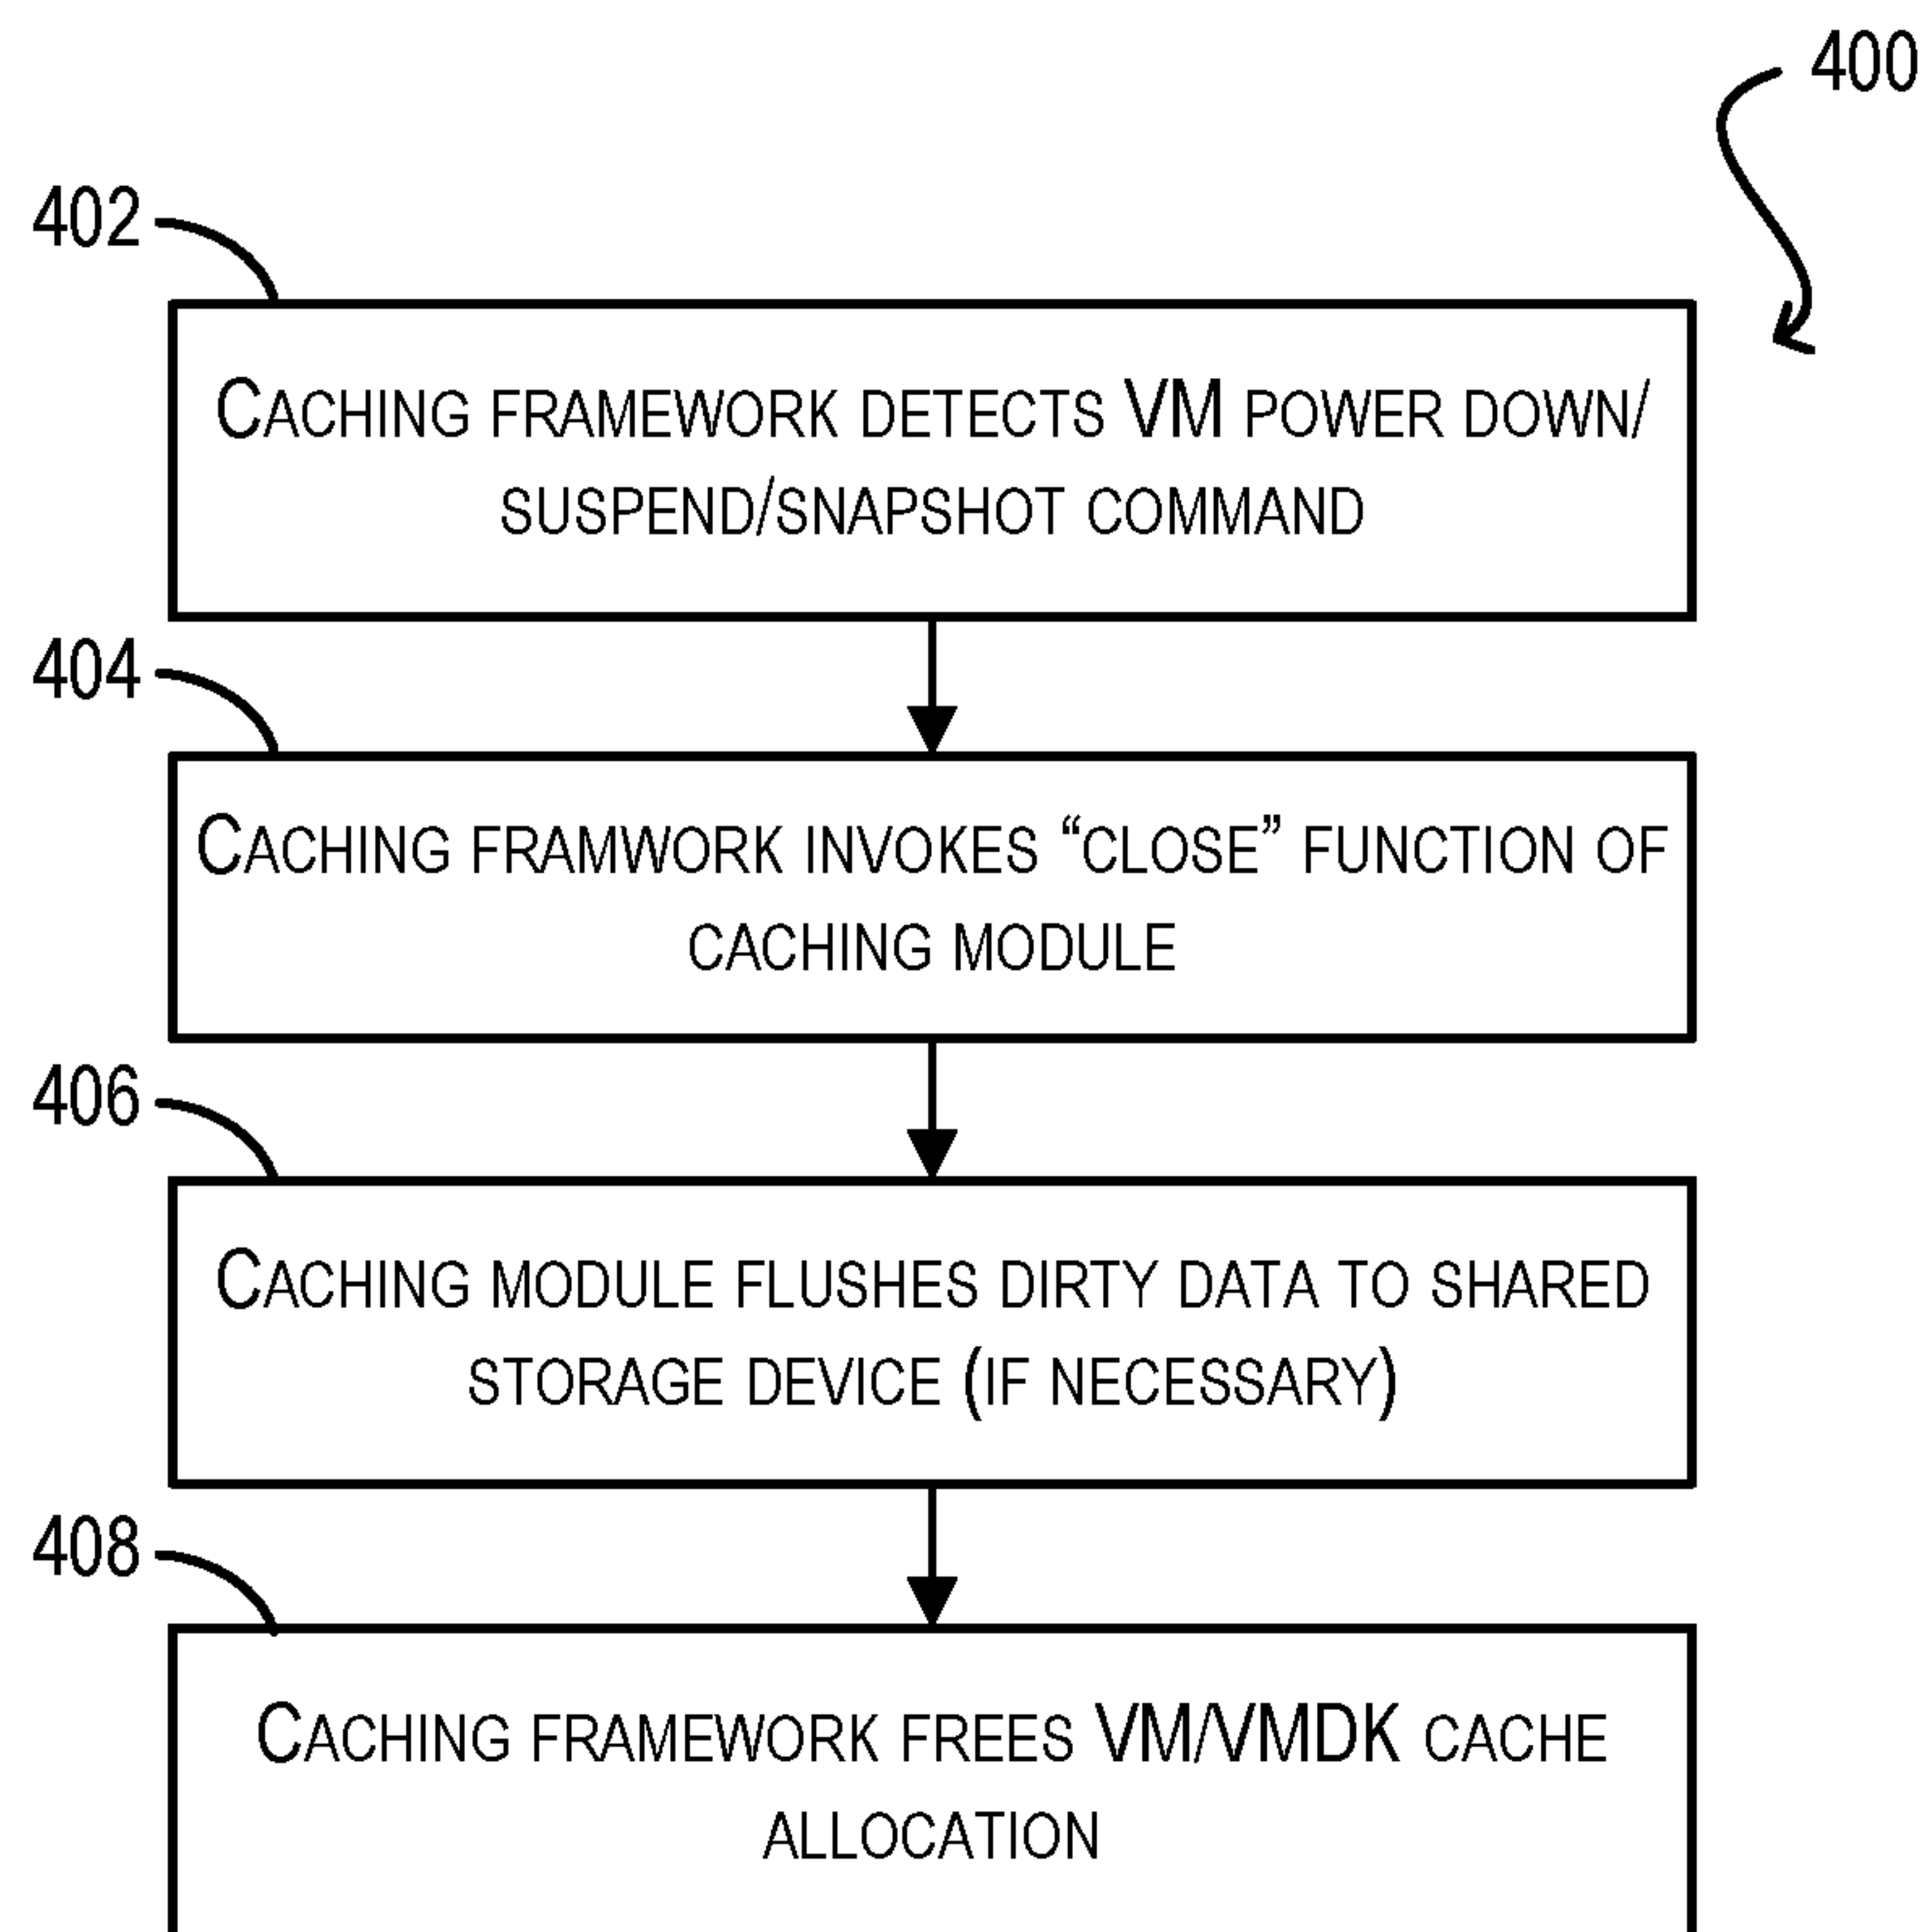 400
402
Caching framework detects VM power down/
suspend/snapshot command
404
Caching framwork invokes “close” function of
caching module
406
Caching module flushes dirty data to shared
storage device (if necessary)
408
Caching framework frees VM/VMDK cache
allocation